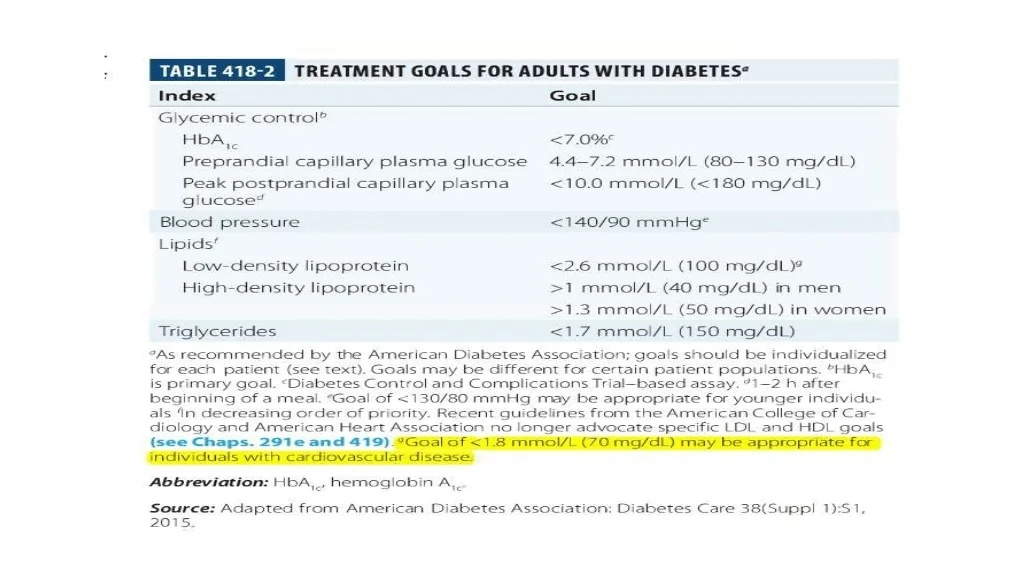 TABLE 418-2 TREATMENT GOALS FOR ADULTS WITH DIABETESᵃ
Index Goal
Glycemic controlᵇ
HbA₁c <7.0%ᶜ
Preprandial capillary plasma glucose 4.4–7.2 mmol/L (80–130 mg/dL)
Peak postprandial capillary plasma <10.0 mmol/L (<180 mg/dL)
glucoseᵈ
Blood pressure <140/90 mmHgᵉ
Lipidsᶠ
Low-density lipoprotein <2.6 mmol/L (100 mg/dL)ᵍ
High-density lipoprotein >1 mmol/L (40 mg/dL) in men
>1.3 mmol/L (50 mg/dL) in women
Triglycerides <1.7 mmol/L (150 mg/dL)
ᵃAs recommended by the American Diabetes Association; goals should be individualized
for each patient (see text). Goals may be different for certain patient populations. ᵇHbA₁c
is primary goal. ᶜDiabetes Control and Complications Trial–based assay. ᵈ1–2 h after
beginning of a meal. ᵉGoal of <130/80 mmHg may be appropriate for younger individu-
als ᶠIn decreasing order of priority. Recent guidelines from the American College of Car-
diology and American Heart Association no longer advocate specific LDL and HDL goals
(see Chaps. 291e and 419). ᵍGoal of <1.8 mmol/L (70 mg/dL) may be appropriate for
individuals with cardiovascular disease.
Abbreviation: HbA₁c, hemoglobin A₁c.
Source: Adapted from American Diabetes Association: Diabetes Care 38(Suppl 1):S1,
2015.